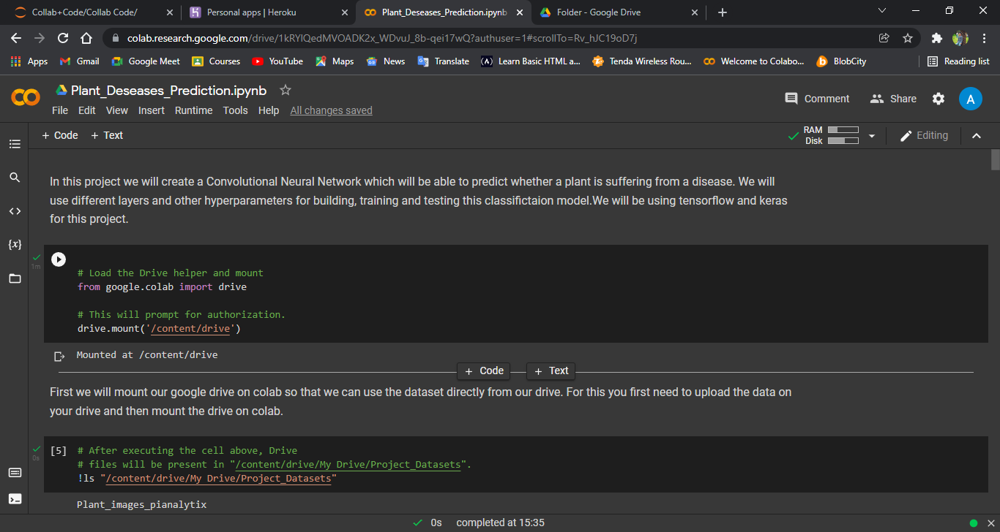 Collab+Code/Collab Code/
Personal apps | Heroku
Plant_Deseases_Prediction.ipynb
Folder - Google Drive
colab.research.google.com/drive/1kRYlQedMVOADK2x_WDvuJ_8b-qei17wQ?authuser=1#scrollTo=Rv_hJC19oD7j
Apps
Gmail
Google Meet
Courses
YouTube
Maps
News
Translate
Learn Basic HTML a...
Tenda Wireless Rou...
Welcome to Colabo...
BlobCity
Reading list
Plant_Deseases_Prediction.ipynb
Comment
Share
A
File Edit View Insert Runtime Tools Help All changes saved
+ Code + Text
RAM
Disk
Editing
In this project we will create a Convolutional Neural Network which will be able to predict whether a plant is suffering from a disease. We will
use different layers and other hyperparameters for building, training and testing this classifictaion model.We will be using tensorflow and keras
for this project.
1m
# Load the Drive helper and mount
from google.colab import drive
# This will prompt for authorization.
drive.mount('/content/drive')
Mounted at /content/drive
+ Code + Text
First we will mount our google drive on colab so that we can use the dataset directly from our drive. For this you first need to upload the data on
your drive and then mount the drive on colab.
0s
[5] # After executing the cell above, Drive
# files will be present in "/content/drive/My Drive/Project_Datasets".
!ls "/content/drive/My Drive/Project_Datasets"
Plant_images_pianalytix
0s completed at 15:35